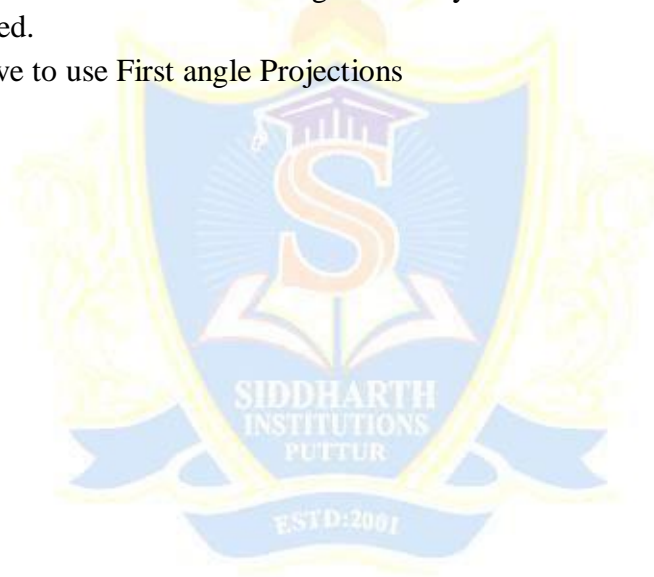 ed.
ve to use First angle Projections
S
SIDDHARTH
INSTITUTIONS
PUTTUR
ESTD:2001